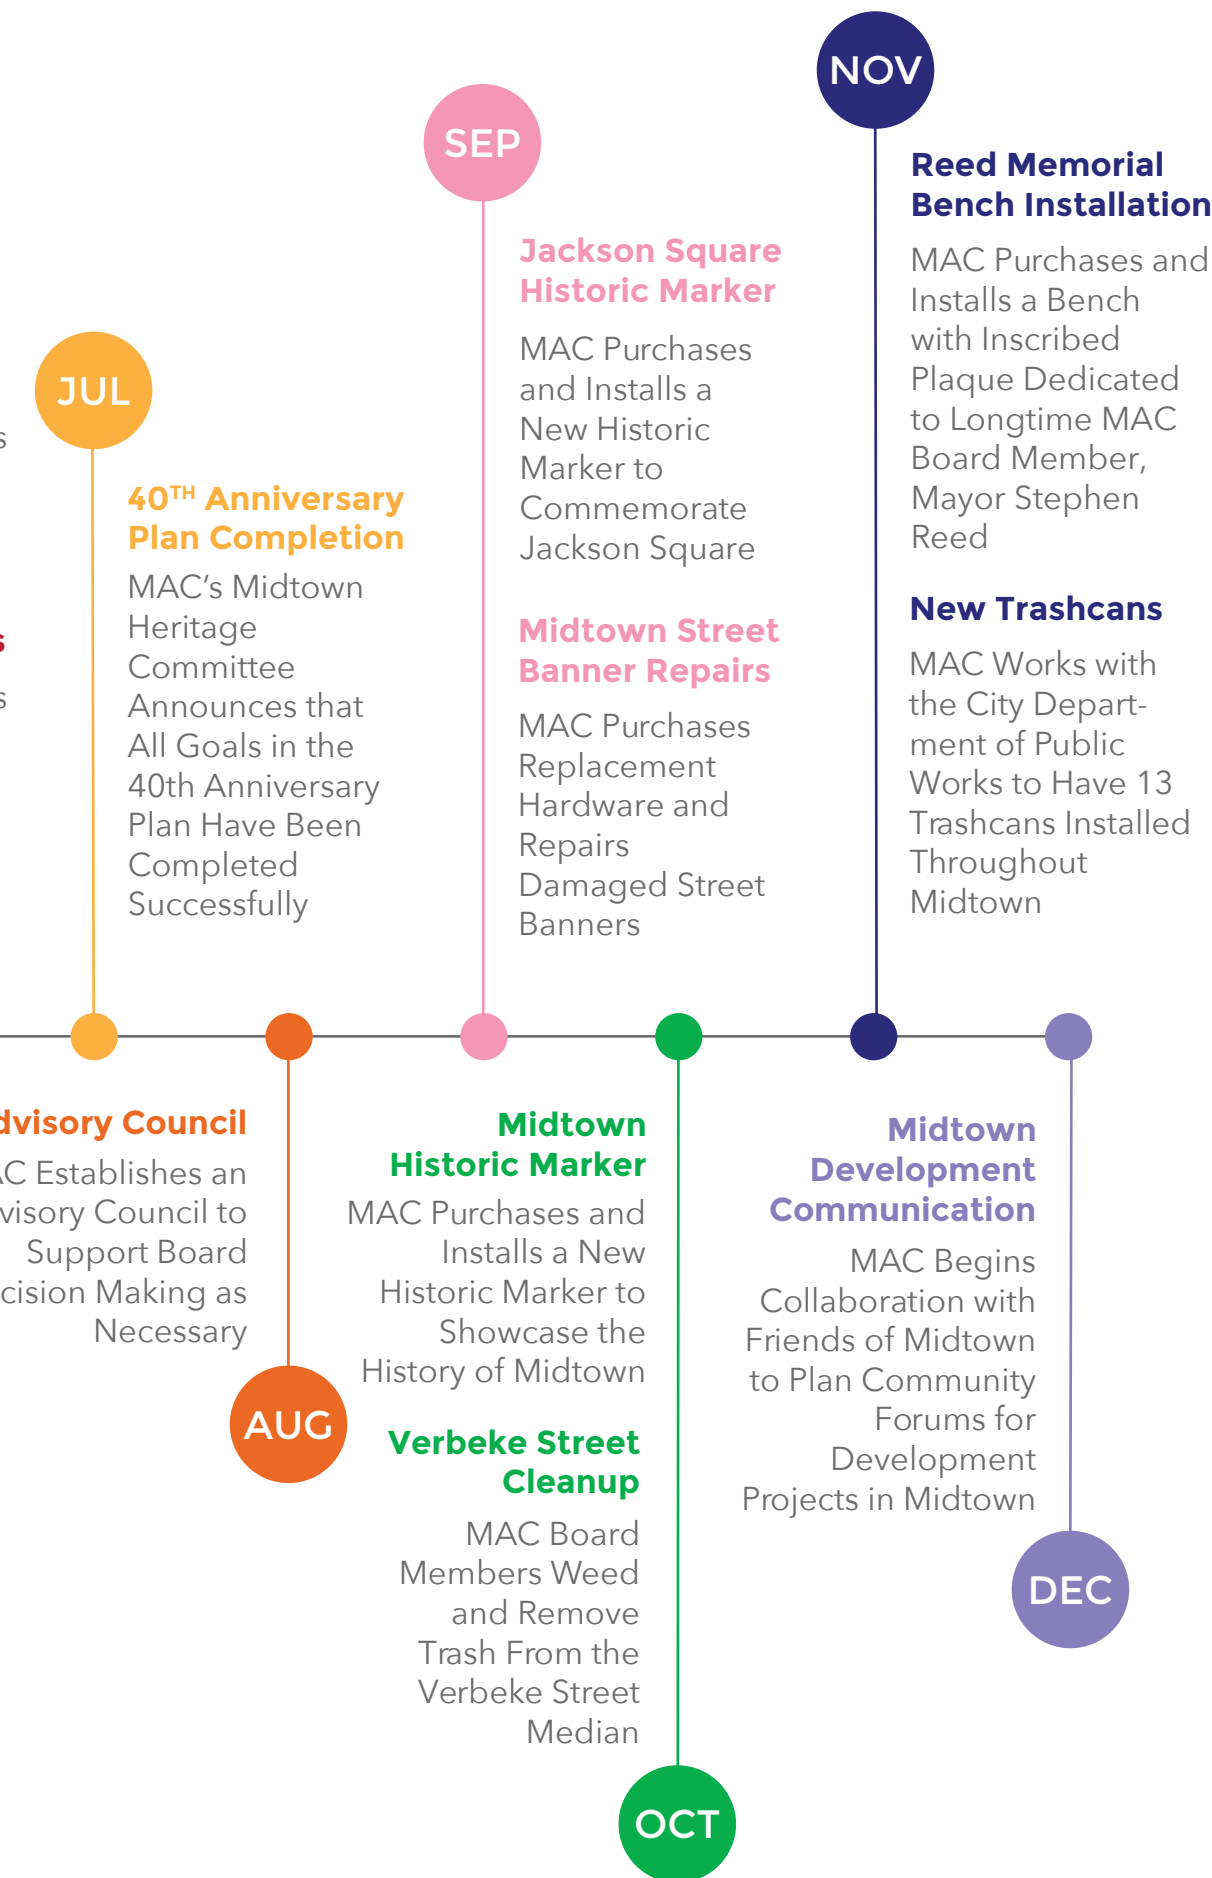 JUL
40TH Anniversary
Plan Completion
MAC's Midtown
Heritage
Committee
Announces that
All Goals in the
40th Anniversary
Plan Have Been
Completed
Successfully
SEP
Jackson Square
Historic Marker
MAC Purchases
and Installs a
New Historic
Marker to
Commemorate
Jackson Square
Midtown Street
Banner Repairs
MAC Purchases
Replacement
Hardware and
Repairs
Damaged Street
Banners
NOV
Reed Memorial
Bench Installation
MAC Purchases and
Installs a Bench
with Inscribed
Plaque Dedicated
to Longtime MAC
Board Member,
Mayor Stephen
Reed
New Trashcans
MAC Works with
the City Depart-
ment of Public
Works to Have 13
Trashcans Installed
Throughout
Midtown
dvisory Council
AC Establishes an
visory Council to
Support Board
cision Making as
Necessary
AUG
Midtown
Historic Marker
MAC Purchases and
Installs a New
Historic Marker to
Showcase the
History of Midtown
Verbeke Street
Cleanup
MAC Board
Members Weed
and Remove
Trash From the
Verbeke Street
Median
OCT
Midtown
Development
Communication
MAC Begins
Collaboration with
Friends of Midtown
to Plan Community
Forums for
Development
Projects in Midtown
DEC